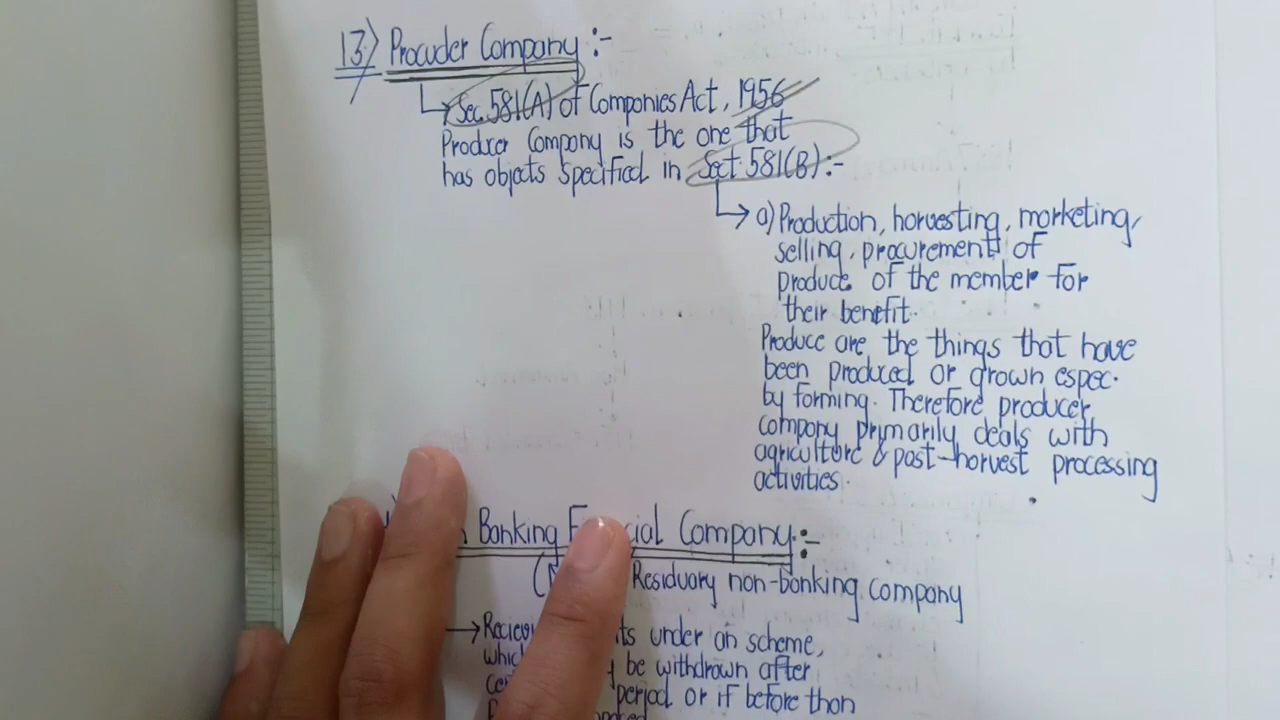 13) Procuder Company :-
Sec. 581(A) of Companies Act, 1956
Producer Company is the one that
has objects specified in Sect. 581(B) :-
a) Production, harvesting, marketing,
selling, procurement of
produce of the member for
their benefit.
Produce are the things that have
been produced or grown espec.
by farming. Therefore producer
company primarily deals with
agriculture & post-harvest processing
activities.
Banking Company :-
Residuary non-banking company
under an scheme,
be withdrawn after
period or if before than